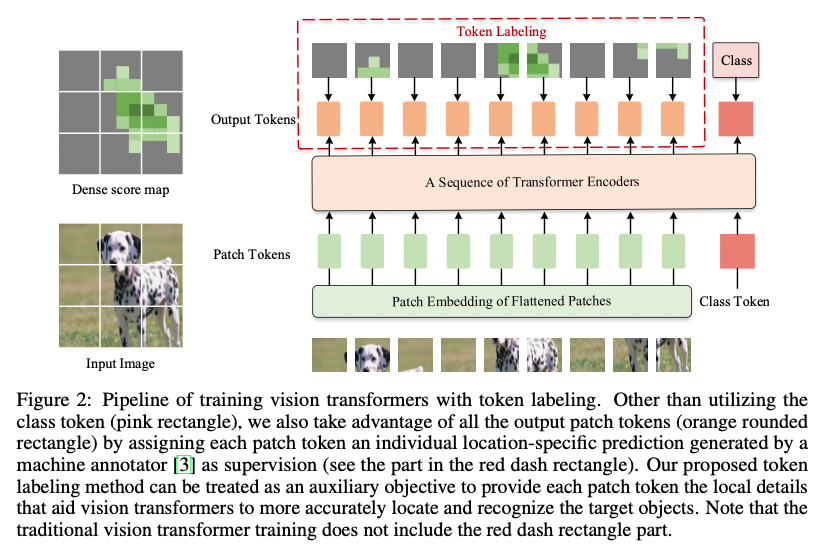 Token Labeling
Class
Output Tokens
Dense score map
A Sequence of Transformer Encoders
Patch Tokens
Patch Embedding of Flattened Patches
Class Token
Input Image
Figure 2: Pipeline of training vision transformers with token labeling. Other than utilizing the
class token (pink rectangle), we also take advantage of all the output patch tokens (orange rounded
rectangle) by assigning each patch token an individual location-specific prediction generated by a
machine annotator [3] as supervision (see the part in the red dash rectangle). Our proposed token
labeling method can be treated as an auxiliary objective to provide each patch token the local details
that aid vision transformers to more accurately locate and recognize the target objects. Note that the
traditional vision transformer training does not include the red dash rectangle part.